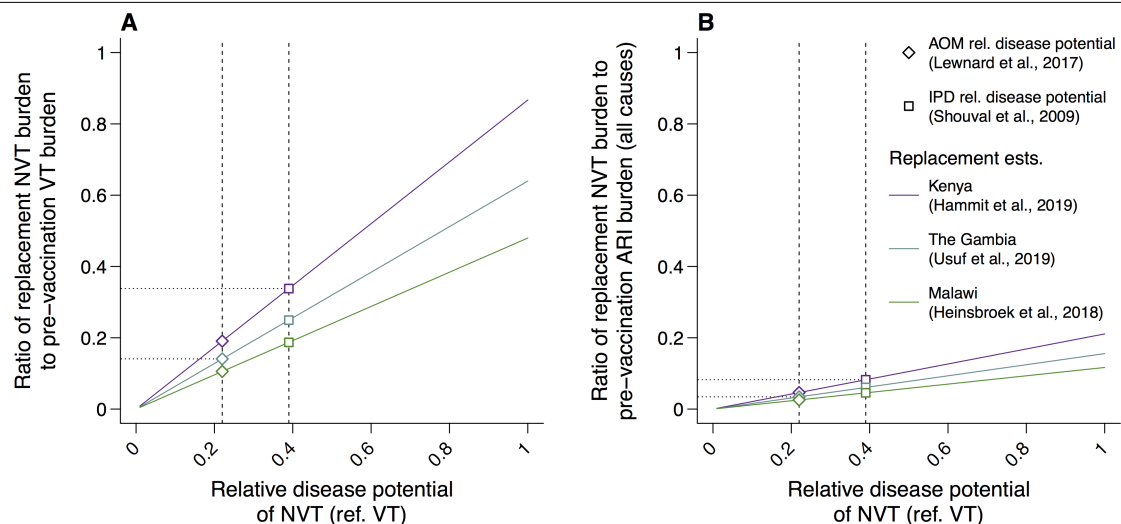 A
Ratio of replacement NVT burden
to pre−vaccination VT burden
1
0.8
0.6
0.4
0.2
0
0
0.2
0.4
0.6
0.8
1
Relative disease potential
of NVT (ref. VT)
B
Ratio of replacement NVT burden to
pre−vaccination ARI burden (all causes)
1
0.8
0.6
0.4
0.2
0
0
0.2
0.4
0.6
0.8
1
Relative disease potential
of NVT (ref. VT)
AOM rel. disease potential
(Lewnard et al., 2017)
IPD rel. disease potential
(Shouval et al., 2009)
Replacement ests.
Kenya
(Hammit et al., 2019)
The Gambia
(Usuf et al., 2019)
Malawi
(Heinsbroek et al., 2018)